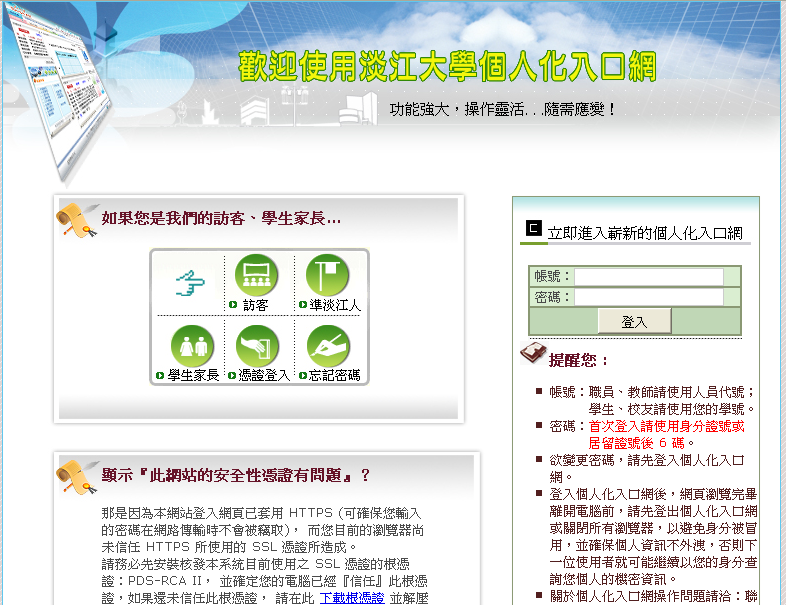 歡迎使用淡江大學個人化入口網
功能強大，操作靈活...隨需應變！
如果您是我們的訪客、學生家長...
訪客
準淡江人
學生家長
憑證登入
忘記密碼
顯示『此網站的安全性憑證有問題』？
那是因為本網站登入網頁已套用 HTTPS (可確保您輸入
的密碼在網路傳輸時不會被竊取)， 而您目前的瀏覽器尚
未信任 HTTPS 所使用的 SSL 憑證所造成。
請務必先安裝核發本系統目前使用之 SSL 憑證的根憑
證：PDS-RCA II， 並確定您的電腦已經『信任』此根憑
證，如果還未信任此根憑證， 請在此 下載根憑證 並解壓
C 立即進入嶄新的個人化入口網
帳號：
密碼：
登入
提醒您：
帳號：職員、教師請使用人員代號；
學生、校友請使用您的學號。
密碼：首次登入請使用身分證號或
居留證號後 6 碼。
欲變更密碼，請先登入個人化入口
網。
登入個人化入口網後，網頁瀏覽完畢
離開電腦前，請先登出個人化入口網
或關閉所有瀏覽器，以避免身分被冒
用，並確保個人資訊不外洩，否則下
一位使用者就可能繼續以您的身分查
詢您個人的機密資訊。
關於個人化入口網操作問題請洽：聯